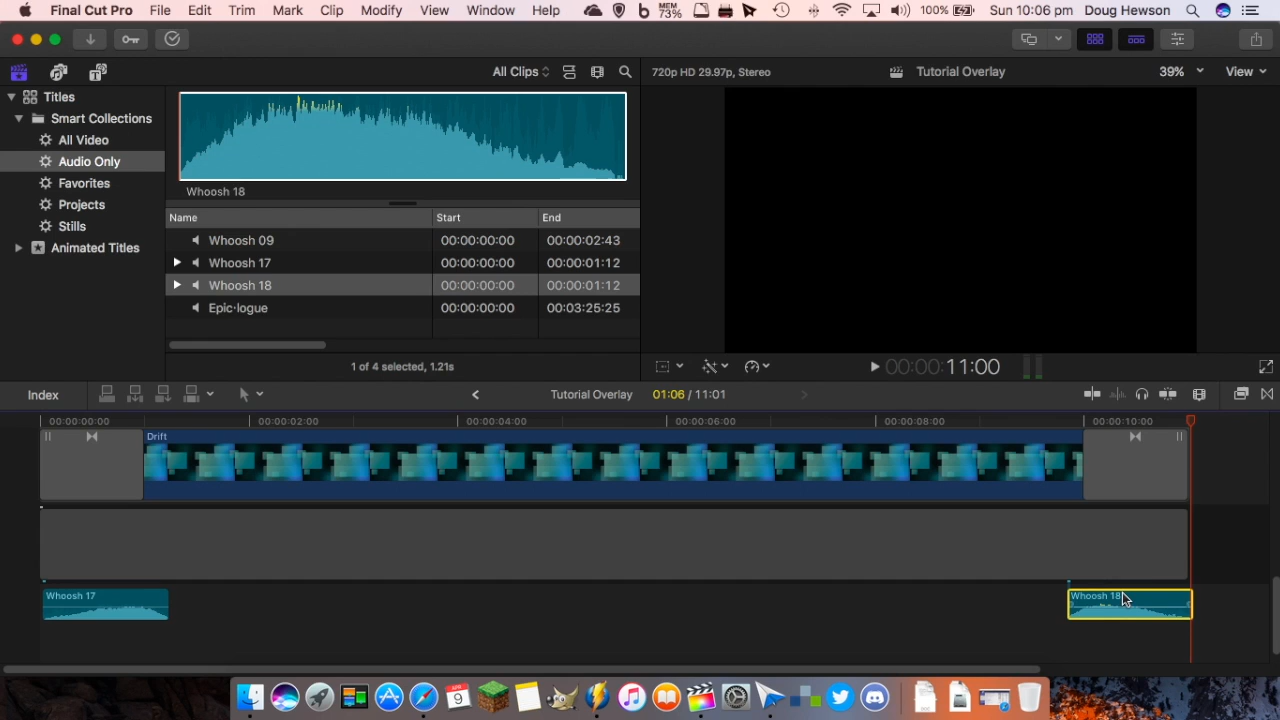 Final Cut Pro File Edit Trim Mark Clip Modify View Window Help MEM 73% 100% Sun 10:06 pm Doug Hewson
All Clips
720p HD 29.97p, Stereo
Tutorial Overlay
39%
View
Titles
Smart Collections
All Video
Audio Only
Favorites
Projects
Stills
Animated Titles
Whoosh 18
Name Start End
Whoosh 09 00:00:00:00 00:00:02:43
Whoosh 17 00:00:00:00 00:00:01:12
Whoosh 18 00:00:00:00 00:00:01:12
Epic·logue 00:00:00:00 00:03:25:25
1 of 4 selected, 1.21s
00:00:11:00
Index
Tutorial Overlay 01:06 / 11:01
00:00:00:00 00:00:02:00 00:00:04:00 00:00:06:00 00:00:08:00 00:00:10:00
Drift
Whoosh 17
Whoosh 18
APR
9